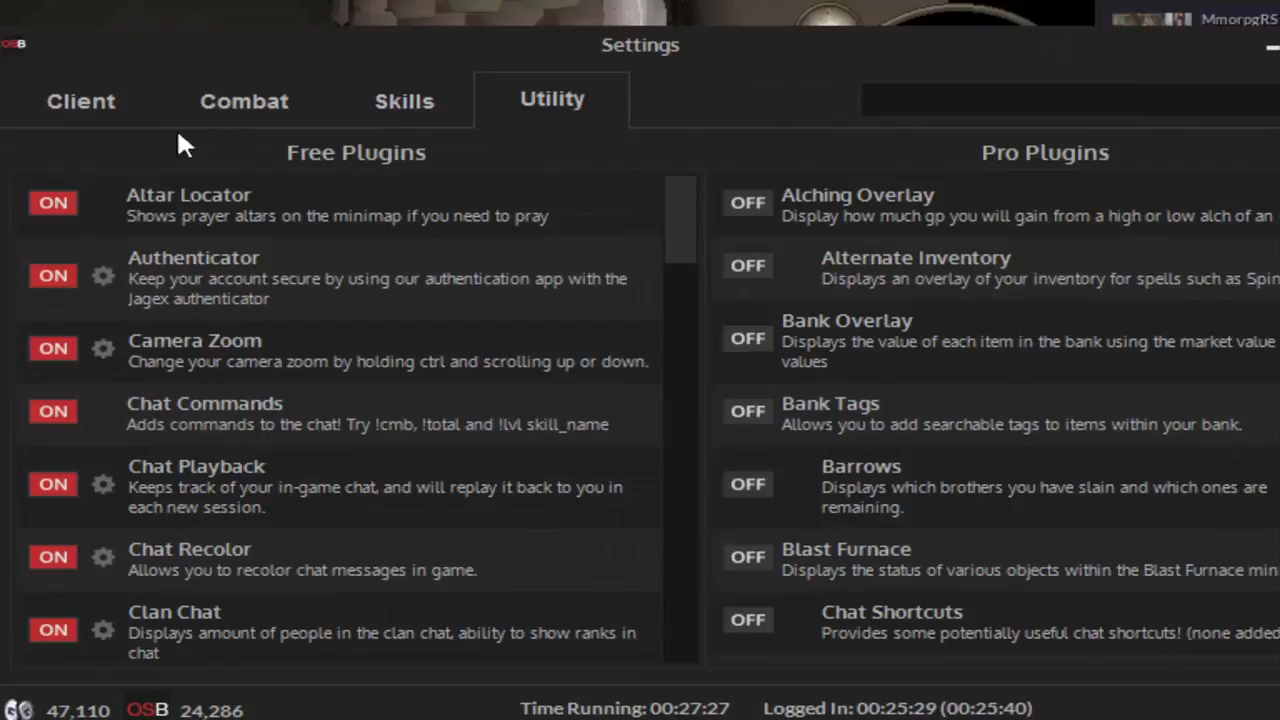 MmorpgRS
OSB
Settings
Client
Combat
Skills
Utility
Free Plugins
Pro Plugins
ON
Altar Locator
Shows prayer altars on the minimap if you need to pray
ON
Authenticator
Keep your account secure by using our authentication app with the
Jagex authenticator
ON
Camera Zoom
Change your camera zoom by holding ctrl and scrolling up or down.
ON
Chat Commands
Adds commands to the chat! Try !cmb, !total and !lvl skill_name
ON
Chat Playback
Keeps track of your in-game chat, and will replay it back to you in
each new session.
ON
Chat Recolor
Allows you to recolor chat messages in game.
ON
Clan Chat
Displays amount of people in the clan chat, ability to show ranks in
chat
OFF
Alching Overlay
Display how much gp you will gain from a high or low alch of an
OFF
Alternate Inventory
Displays an overlay of your inventory for spells such as Spin
OFF
Bank Overlay
Displays the value of each item in the bank using the market value
values
OFF
Bank Tags
Allows you to add searchable tags to items within your bank.
OFF
Barrows
Displays which brothers you have slain and which ones are
remaining.
OFF
Blast Furnace
Displays the status of various objects within the Blast Furnace min
OFF
Chat Shortcuts
Provides some potentially useful chat shortcuts! (none added
47,110
OSB
24,286
Time Running: 00:27:27
Logged In: 00:25:29 (00:25:40)